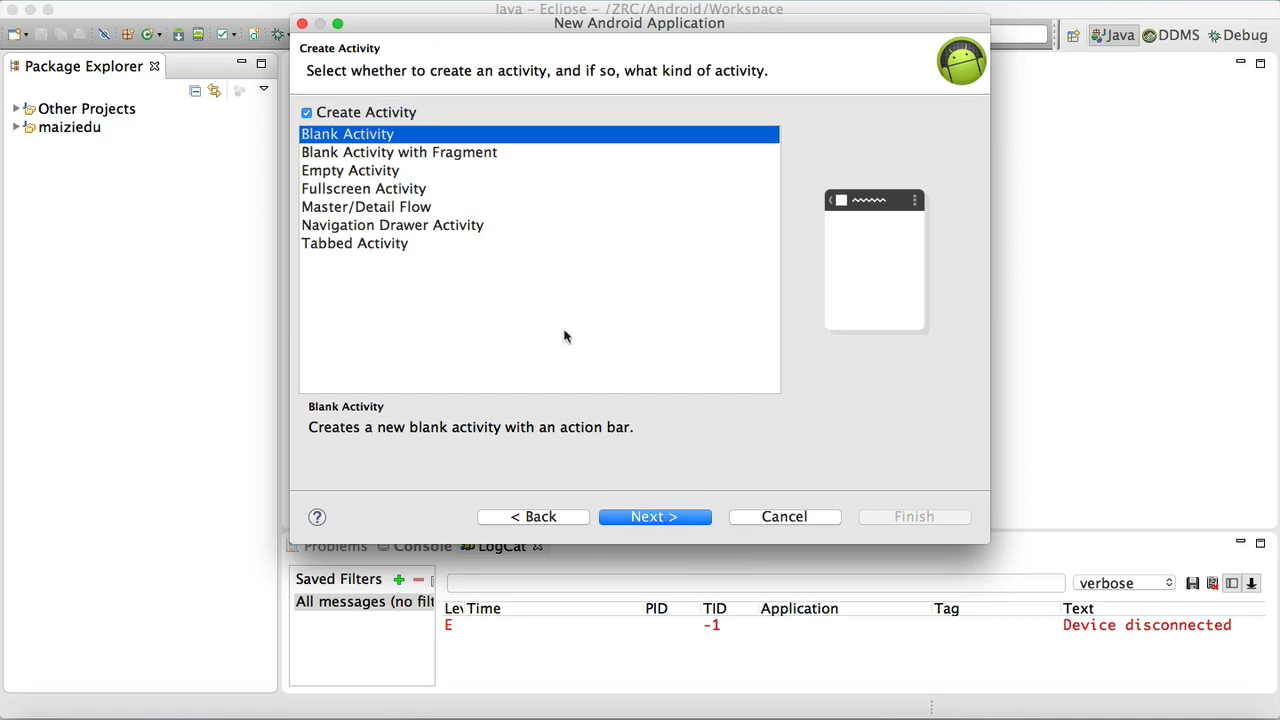 Java – Eclipse – /ZRC/Android/Workspace
New Android Application
Java
DDMS
Debug
Package Explorer
Other Projects
maiziedu
Create Activity
Select whether to create an activity, and if so, what kind of activity.
Create Activity
Blank Activity
Blank Activity with Fragment
Empty Activity
Fullscreen Activity
Master/Detail Flow
Navigation Drawer Activity
Tabbed Activity
Blank Activity
Creates a new blank activity with an action bar.
?
< Back
Next >
Cancel
Finish
Problems
Console
LogCat
Saved Filters
All messages (no filt
verbose
Lev Time PID TID Application Tag Text
E -1 Device disconnected